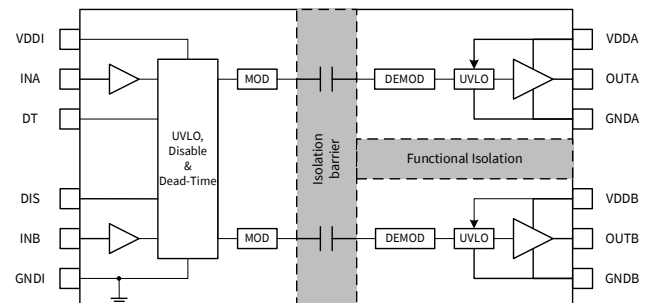 VDDI
INA
DT
DIS
INB
GNDI
UVLO,
Disable
&
Dead-Time
MOD
MOD
Isolation
barrier
DEMOD
UVLO
Functional Isolation
DEMOD
UVLO
VDDA
OUTA
GNDA
VDDB
OUTB
GNDB